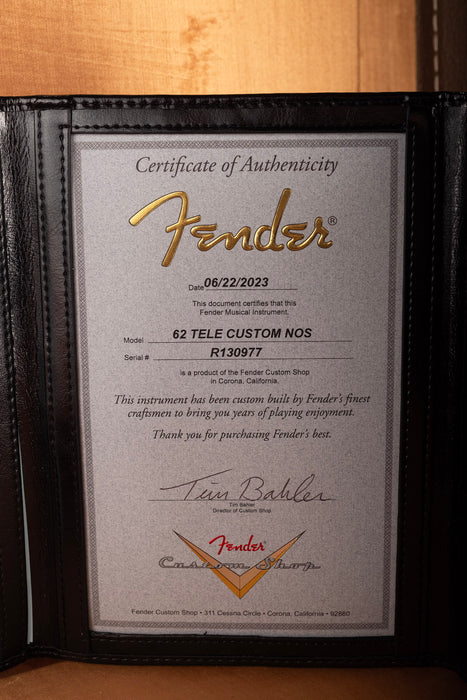 Certificate of Authenticity
Fender®
Date 06/22/2023
This document certifies that this
Fender Musical Instrument.
Model 62 TELE CUSTOM NOS
Serial # R130977
is a product of the Fender Custom Shop
in Corona, California.
This instrument has been custom built by Fender's finest
craftsmen to bring you years of playing enjoyment.
Thank you for purchasing Fender's best.
Tim Bahler
Tim Bahler
Director of Custom Shop
Fender
Custom Shop
Fender Custom Shop • 311 Cessna Circle • Corona, California • 92880